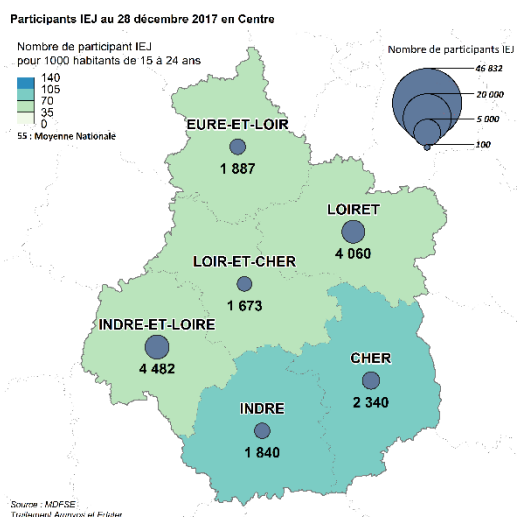 Participants IEJ au 28 décembre 2017 en Centre
Nombre de participant IEJ
pour 1000 habitants de 15 à 24 ans
140
105
70
35
0
55 : Moyenne Nationale
Nombre de participants IEJ
46 832
20 000
5 000
100
EURE-ET-LOIR
1 887
LOIRET
4 060
LOIR-ET-CHER
1 673
INDRE-ET-LOIRE
4 482
CHER
2 340
INDRE
1 840
Source : MDFSE
Traitement et Edater